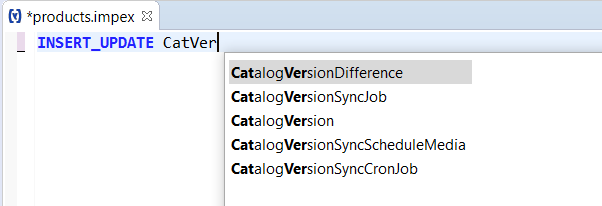 *products.impex
INSERT_UPDATE CatVer
CatalogVersionDifference
CatalogVersionSyncJob
CatalogVersion
CatalogVersionSyncScheduleMedia
CatalogVersionSyncCronJob